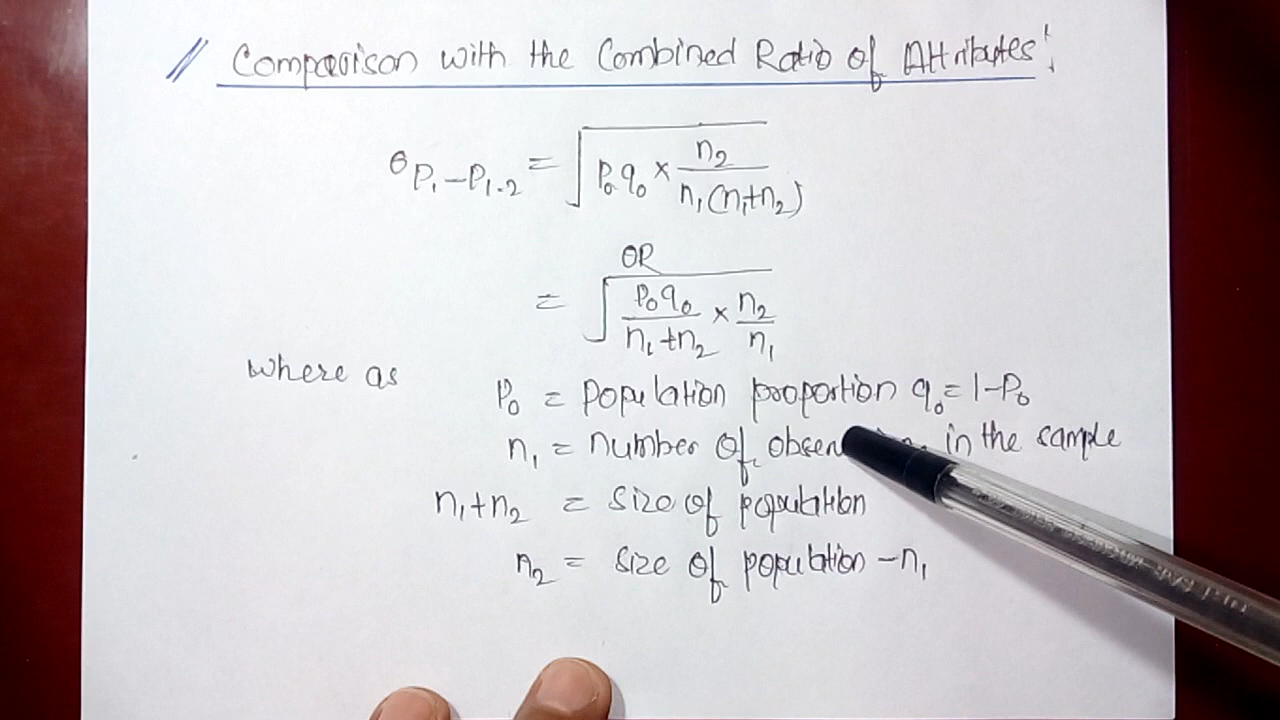 // Comparison with the Combined Ratio of Attributes!
σP₁-P₁.₂ = √(P₀q₀ × n₂/n₁(n₁+n₂))
OR
= √(P₀q₀/n₁+n₂ × n₂/n₁)
where as
P₀ = population proportion q₀ = 1-P₀
n₁ = number of in the sample
n₁+n₂ = size of population
n₂ = size of population - n₁